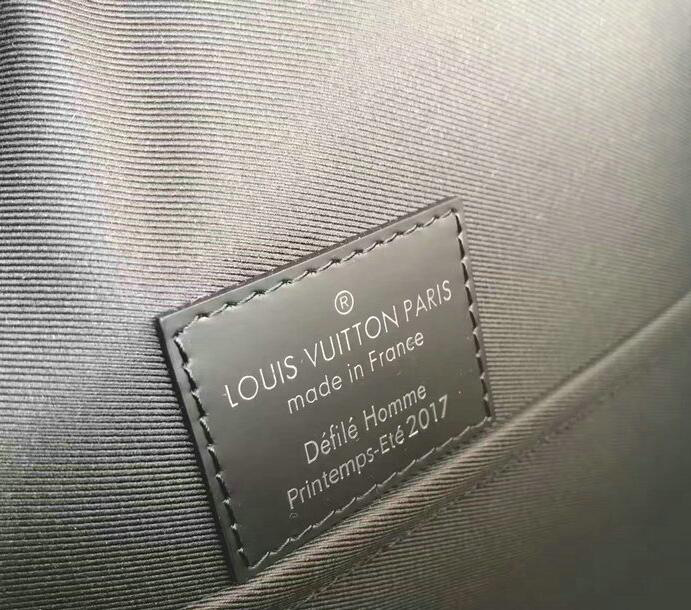 ®
LOUIS VUITTON PARIS
made in France
Défilé Homme
Printemps-Eté 2017